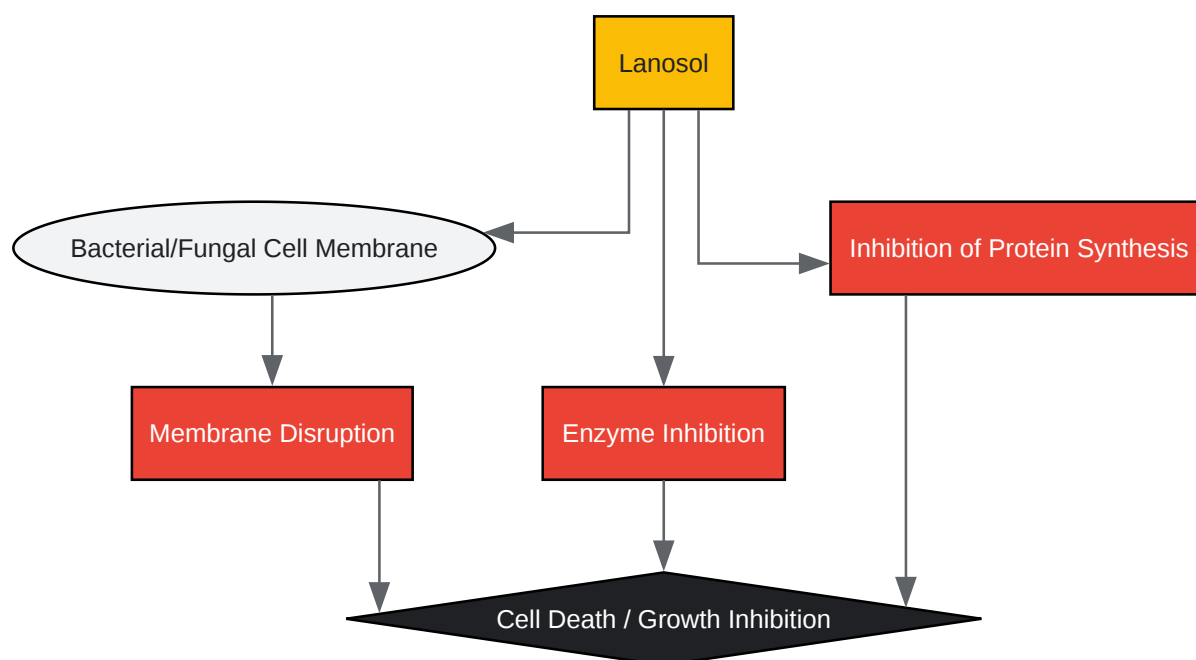 Lanosol
Bacterial/Fungal Cell Membrane
Inhibition of Protein Synthesis
Membrane Disruption
Enzyme Inhibition
Cell Death / Growth Inhibition